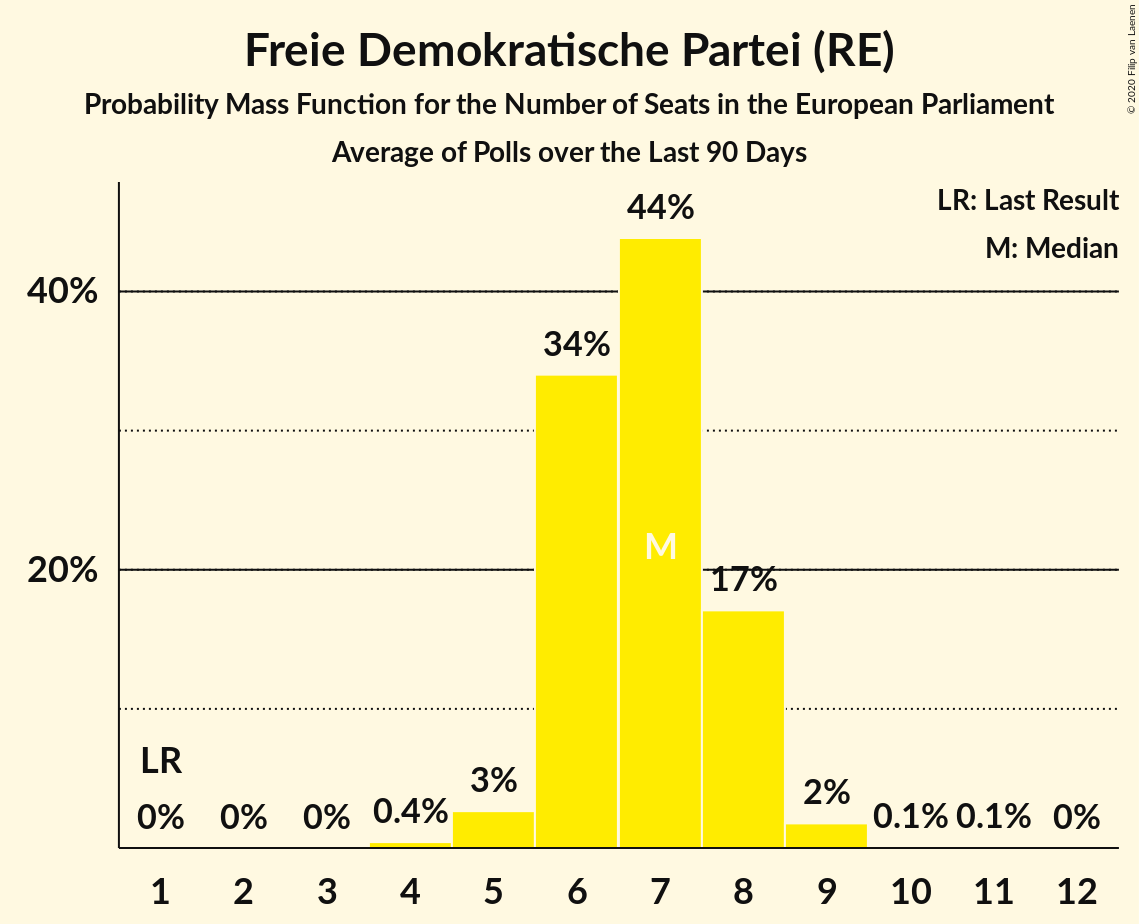 Freie Demokratische Partei (RE)
Probability Mass Function for the Number of Seats in the European Parliament
Average of Polls over the Last 90 Days
© 2020 Filip van Laenen
LR: Last Result
M: Median
44%
40%
34%
M
20%
17%
LR
3%
2%
0% 0% 0% 0.4% 0.1% 0.1% 0%
1 2 3 4 5 6 7 8 9 10 11 12